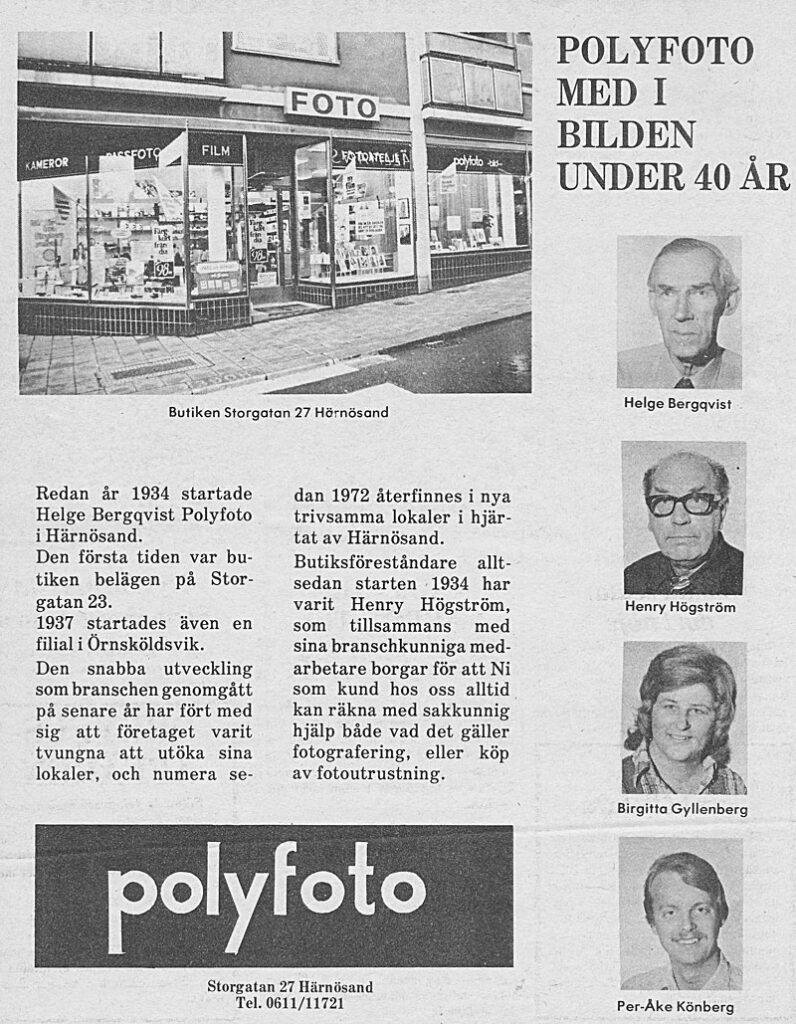 POLYFOTO
MED I
BILDEN
UNDER 40 ÅR
FOTO
KAMEROR
PASSFOTO
FILM
FOTOATELJÉ
polyfoto
98
98
Butiken Storgatan 27 Hörnösand
Helge Bergqvist
Henry Högström
Birgitta Gyllenberg
Per-Åke Könberg
Redan år 1934 startade
Helge Bergqvist Polyfoto
i Härnösand.
Den första tiden var bu-
tiken belägen på Stor-
gatan 23.
1937 startades även en
filial i Örnsköldsvik.
Den snabba utveckling
som branschen genomgått
på senare år har fört med
sig att företaget varit
tvungna att utöka sina
lokaler, och numera se-
dan 1972 återfinnes i nya
trivsamma lokaler i hjär-
tat av Härnösand.
Butiksföreståndare allt-
sedan starten 1934 har
varit Henry Högström,
som tillsammans med
sina branschkunniga med-
arbetare borgar för att Ni
som kund hos oss alltid
kan räkna med sakkunnig
hjälp både vad det gäller
fotografering, eller köp
av fotoutrustning.
polyfoto
Storgatan 27 Härnösand
Tel. 0611/11721